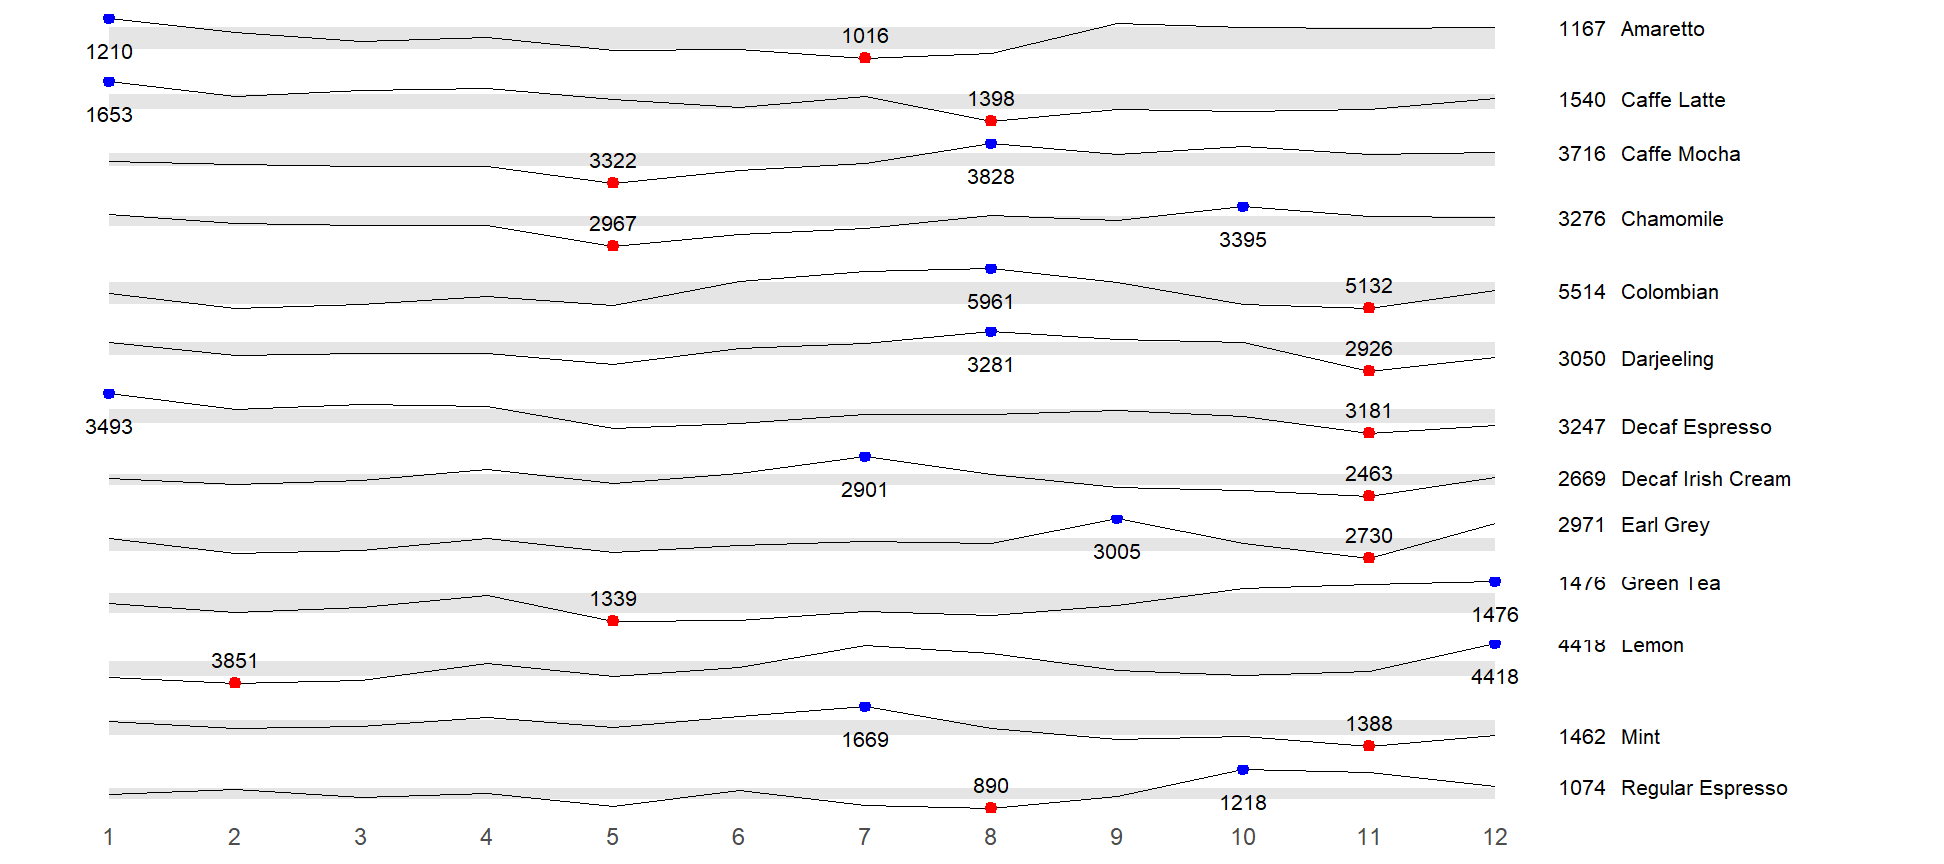 1210 1016 1167 Amaretto
1653 1398 1540 Caffe Latte
3322 3828 3716 Caffe Mocha
2967 3395 3276 Chamomile
5961 5132 5514 Colombian
3281 2926 3050 Darjeeling
3493 3181 3247 Decaf Espresso
2901 2463 2669 Decaf Irish Cream
3005 2730 2971 Earl Grey
1339 1476 1476 Green Tea
3851 4418 4418 Lemon
1669 1388 1462 Mint
890 1218 1074 Regular Espresso
1 2 3 4 5 6 7 8 9 10 11 12